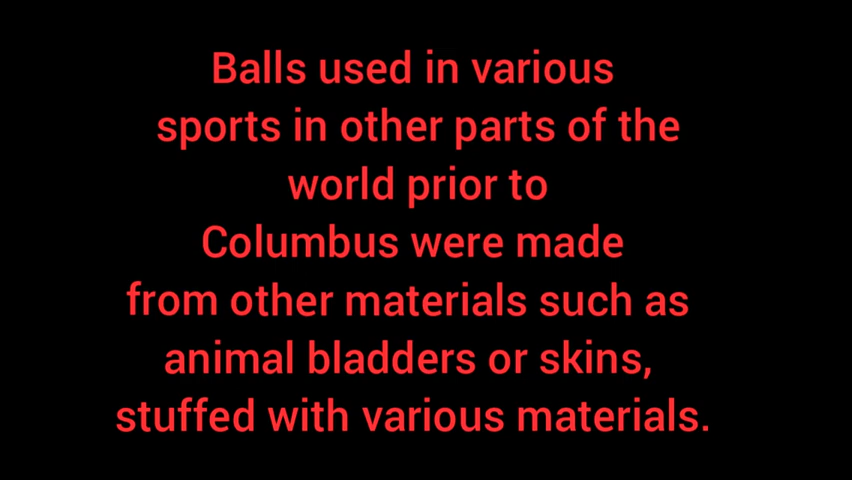 Balls used in various
sports in other parts of the
world prior to
Columbus were made
from other materials such as
animal bladders or skins,
stuffed with various materials.